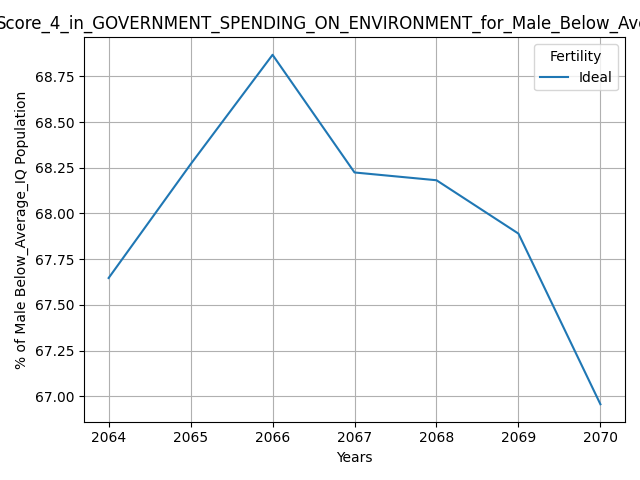 Score_4_in_GOVERNMENT_SPENDING_ON_ENVIRONMENT_for_Male_Below_Av
Fertility
Ideal
% of Male Below_Average_IQ Population
68.75
68.50
68.25
68.00
67.75
67.50
67.25
67.00
2064 2065 2066 2067 2068 2069 2070
Years